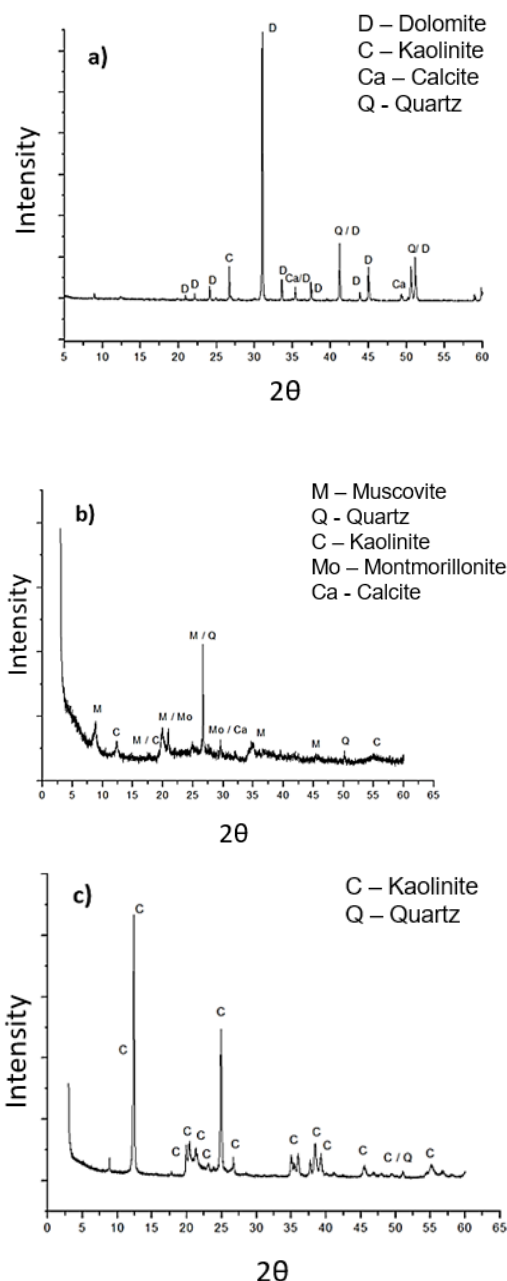 a)
D – Dolomite
C – Kaolinite
Ca – Calcite
Q - Quartz
Intensity
D
D
D
D
C
D
Ca/D
D
Q / D
D
D
Ca
Q/ D
5 10 15 20 25 30 35 40 45 50 55 60
2θ
b)
M – Muscovite
Q - Quartz
C – Kaolinite
Mo – Montmorillonite
Ca - Calcite
Intensity
M
C
M / C
M / Mo
M / Q
Mo / Ca
M
M
Q
C
0 5 10 15 20 25 30 35 40 45 50 55 60 65
2θ
c)
C – Kaolinite
Q – Quartz
Intensity
C
C
C
C
C
C
C
C
C
C
C
C
C / Q
C
0 5 10 15 20 25 30 35 40 45 50 55 60 65
2θ